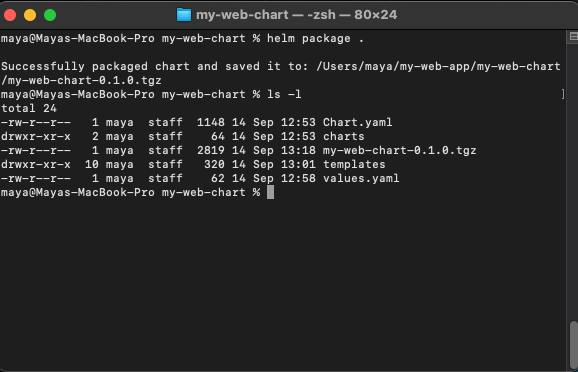 my-web-chart — -zsh — 80×24
maya@Mayas-MacBook-Pro my-web-chart % helm package .
Successfully packaged chart and saved it to: /Users/maya/my-web-app/my-web-chart
/my-web-chart-0.1.0.tgz
maya@Mayas-MacBook-Pro my-web-chart % ls -l
total 24
-rw-r--r--   1 maya  staff  1148 14 Sep 12:53 Chart.yaml
drwxr-xr-x   2 maya  staff    64 14 Sep 12:53 charts
-rw-r--r--   1 maya  staff  2819 14 Sep 13:18 my-web-chart-0.1.0.tgz
drwxr-xr-x  10 maya  staff   320 14 Sep 13:01 templates
-rw-r--r--   1 maya  staff    62 14 Sep 12:58 values.yaml
maya@Mayas-MacBook-Pro my-web-chart %